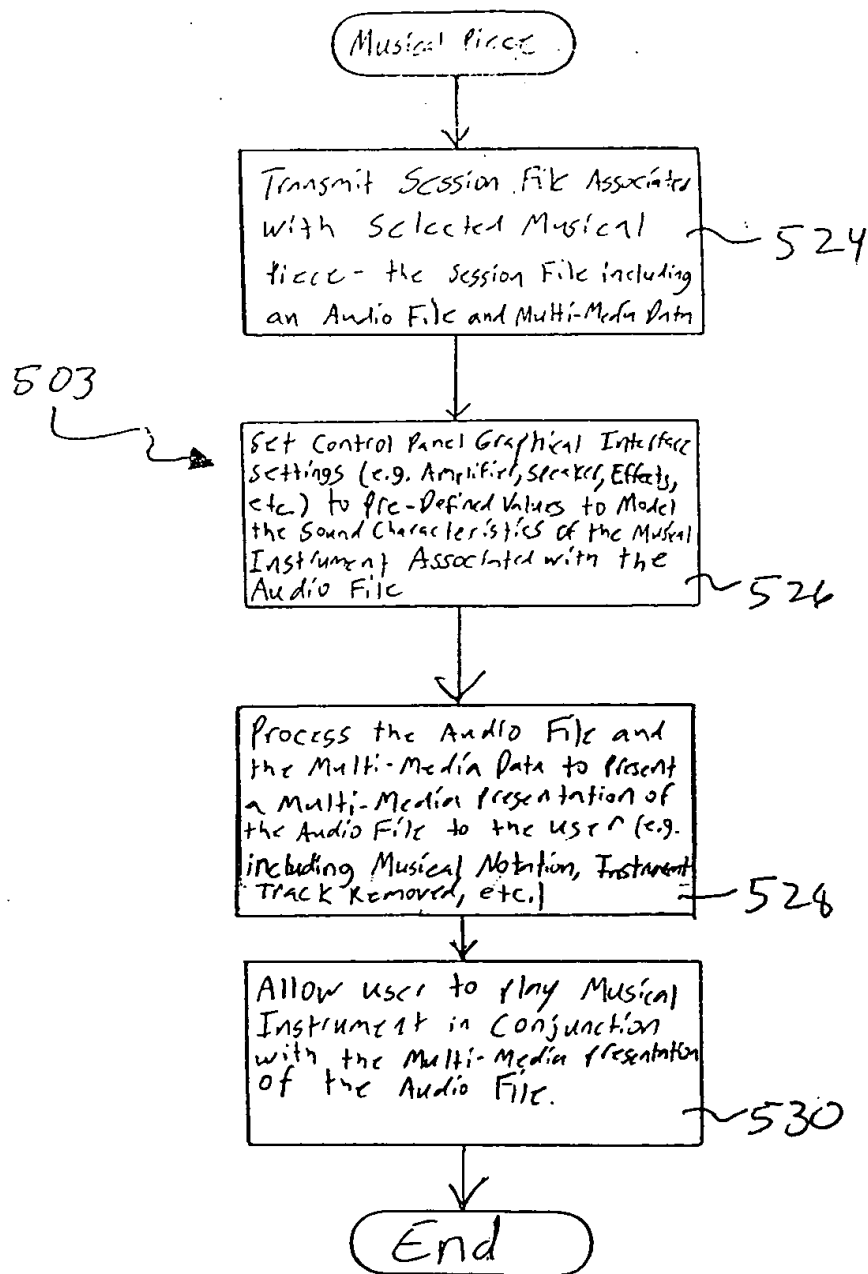 Musical Piece
Transmit Session File Associated
with Selected Musical
Piece - the Session File including
an Audio File and Multi-Media Data
524
503
Set Control Panel Graphical Interface
Settings (e.g. Amplifier, Speaker, Effects,
etc.) to Pre-Defined Values to Model
the Sound Characteristics of the Musical
Instrument Associated with the
Audio File
526
Process the Audio File and
the Multi-Media Data to Present
a Multi-Media Presentation of
the Audio File to the user (e.g.
including Musical Notation, Instrument
Track Removed, etc.)
528
Allow user to play Musical
Instrument in Conjunction
with the Multi-Media presentation
of the Audio File.
530
End